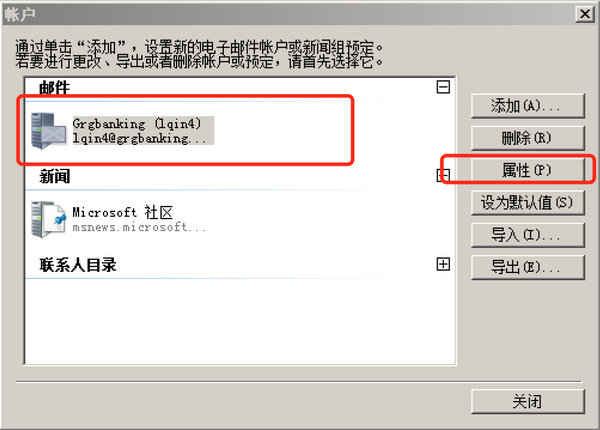 帐户
通过单击“添加”，设置新的电子邮件帐户或新闻组预定。
若要进行更改、导出或者删除帐户或预定，请首先选择它。
邮件
Grgbanking (lqin4)
lqin4@grgbanking...
新闻
Microsoft 社区
msnews.microsoft...
联系人目录
添加(A)...
删除(R)
属性(P)
设为默认值(S)
导入(I)...
导出(E)...
关闭